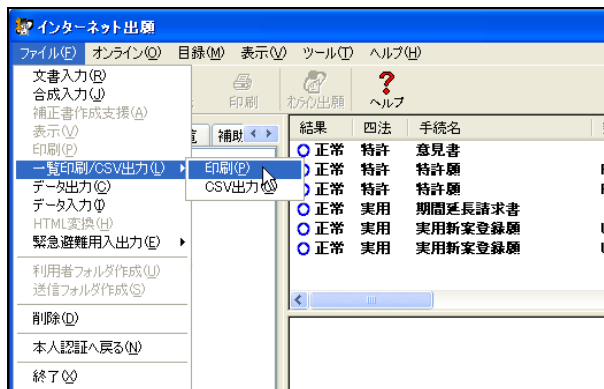 インターネット出願
ファイル(F) オンライン(O) 目録(M) 表示(V) ツール(T) ヘルプ(H)
印刷 オンライン出願 ヘルプ
文書入力(R)
合成入力(J)
補正書作成支援(A)
表示(V)
印刷(P)
一覧印刷/CSV出力(L)
データ出力(C)
データ入力(I)
HTML変換(H)
緊急避難用入出力(E)
利用者フォルダ作成(U)
送信フォルダ作成(S)
削除(D)
本人認証へ戻る(N)
終了(X)
印刷(P)
CSV出力
補助
結果 四法 手続名
正常 特許 意見書
正常 特許 特許願
正常 特許 特許願
正常 実用 期間延長請求書
正常 実用 実用新案登録願
正常 実用 実用新案登録願